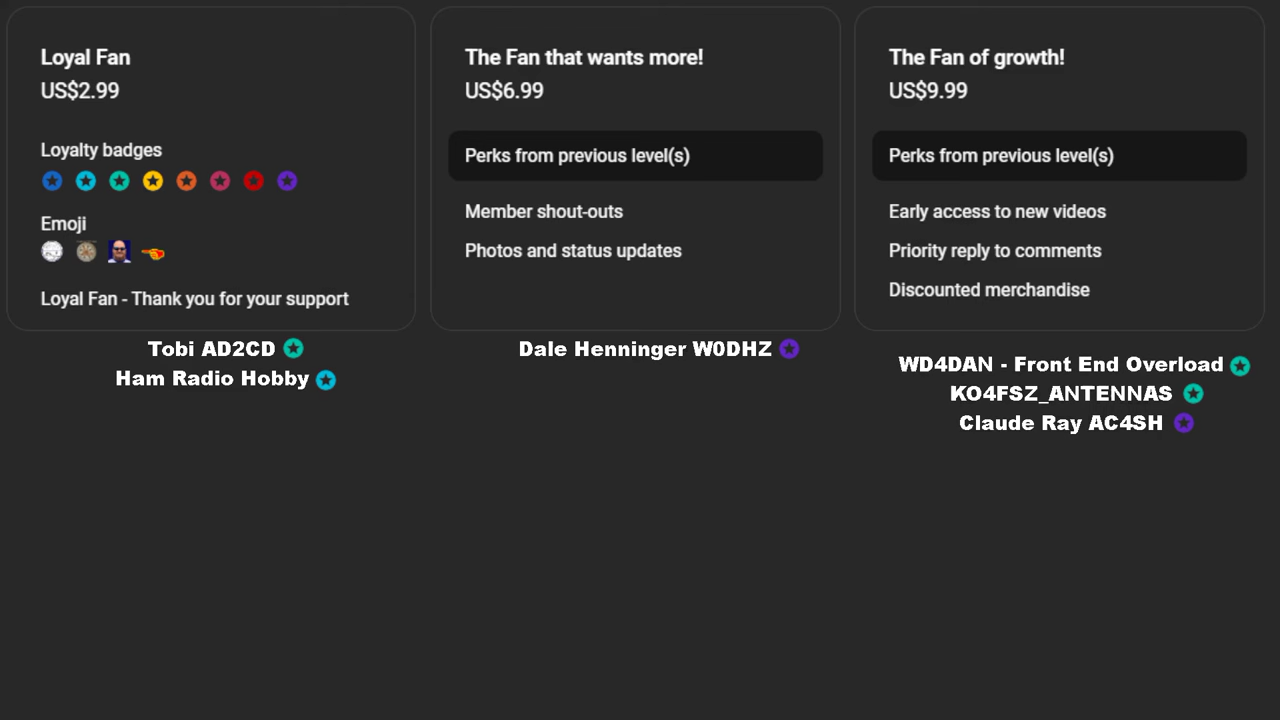 Loyal Fan
US$2.99
Loyalty badges
Emoji
Loyal Fan - Thank you for your support
Tobi AD2CD
Ham Radio Hobby
The Fan that wants more!
US$6.99
Perks from previous level(s)
Member shout-outs
Photos and status updates
Dale Henninger W0DHZ
The Fan of growth!
US$9.99
Perks from previous level(s)
Early access to new videos
Priority reply to comments
Discounted merchandise
WD4DAN - Front End Overload
KO4FSZ_ANTENNAS
Claude Ray AC4SH